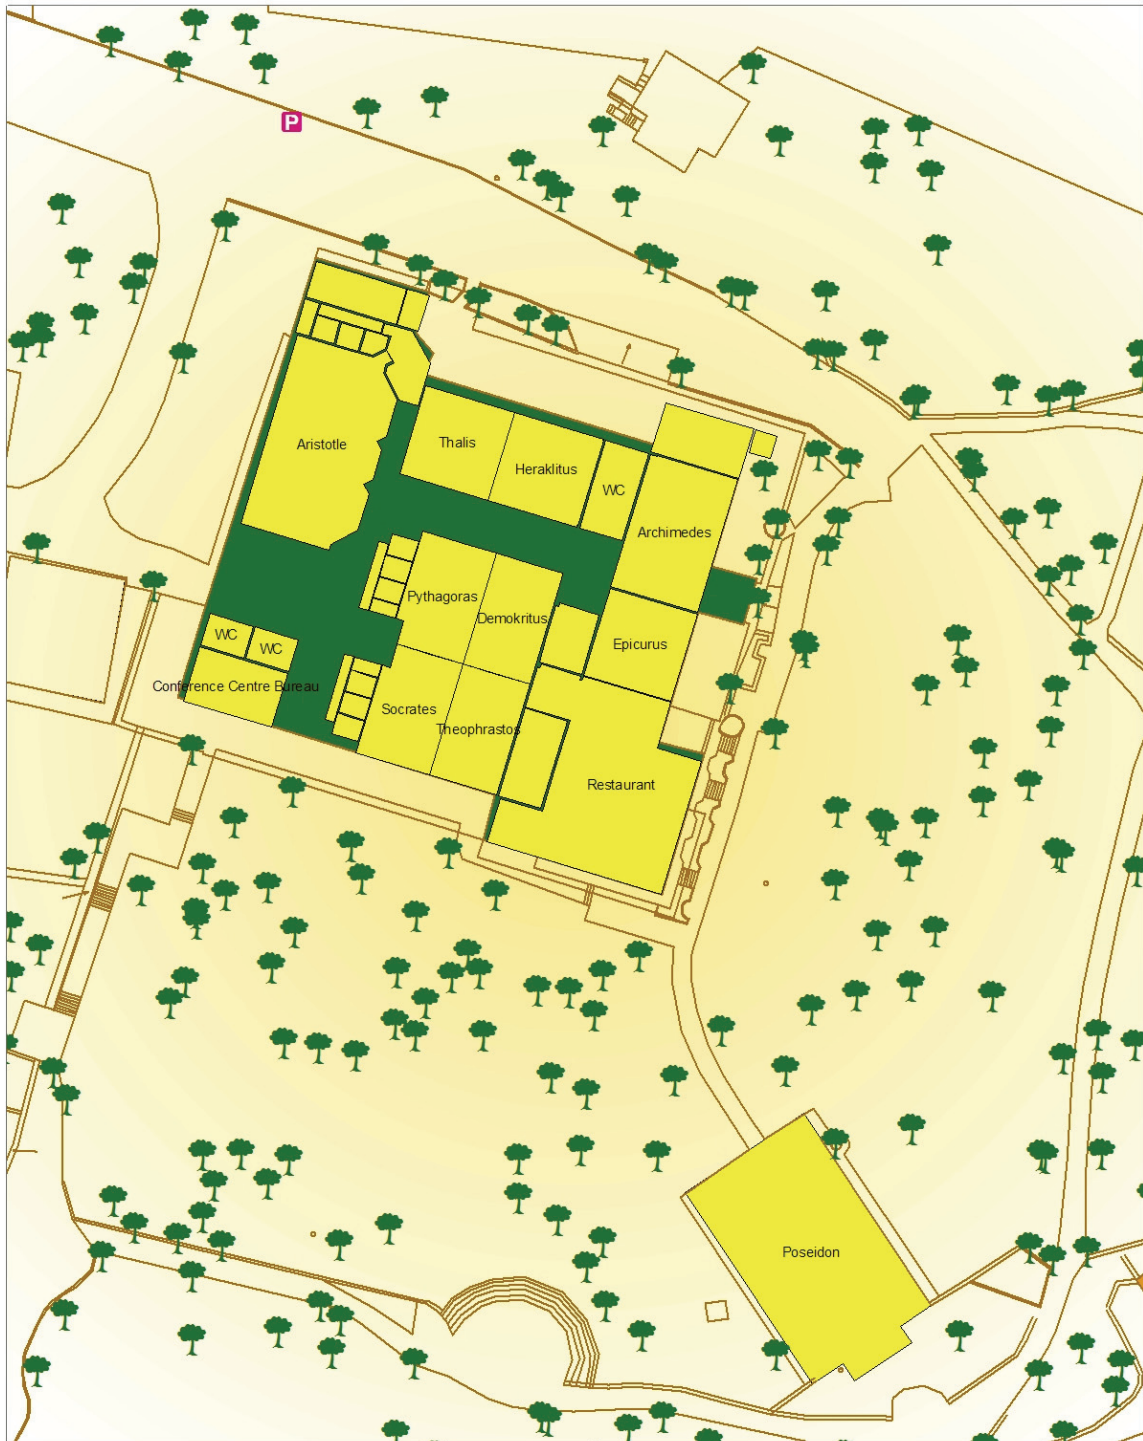 P
Aristotle
Thalis
Heraklitus
WC
Archimedes
Pythagoras
Demokritus
WC
WC
Epicurus
Conference Centre Bureau
Socrates
Theophrastos
Restaurant
Poseidon